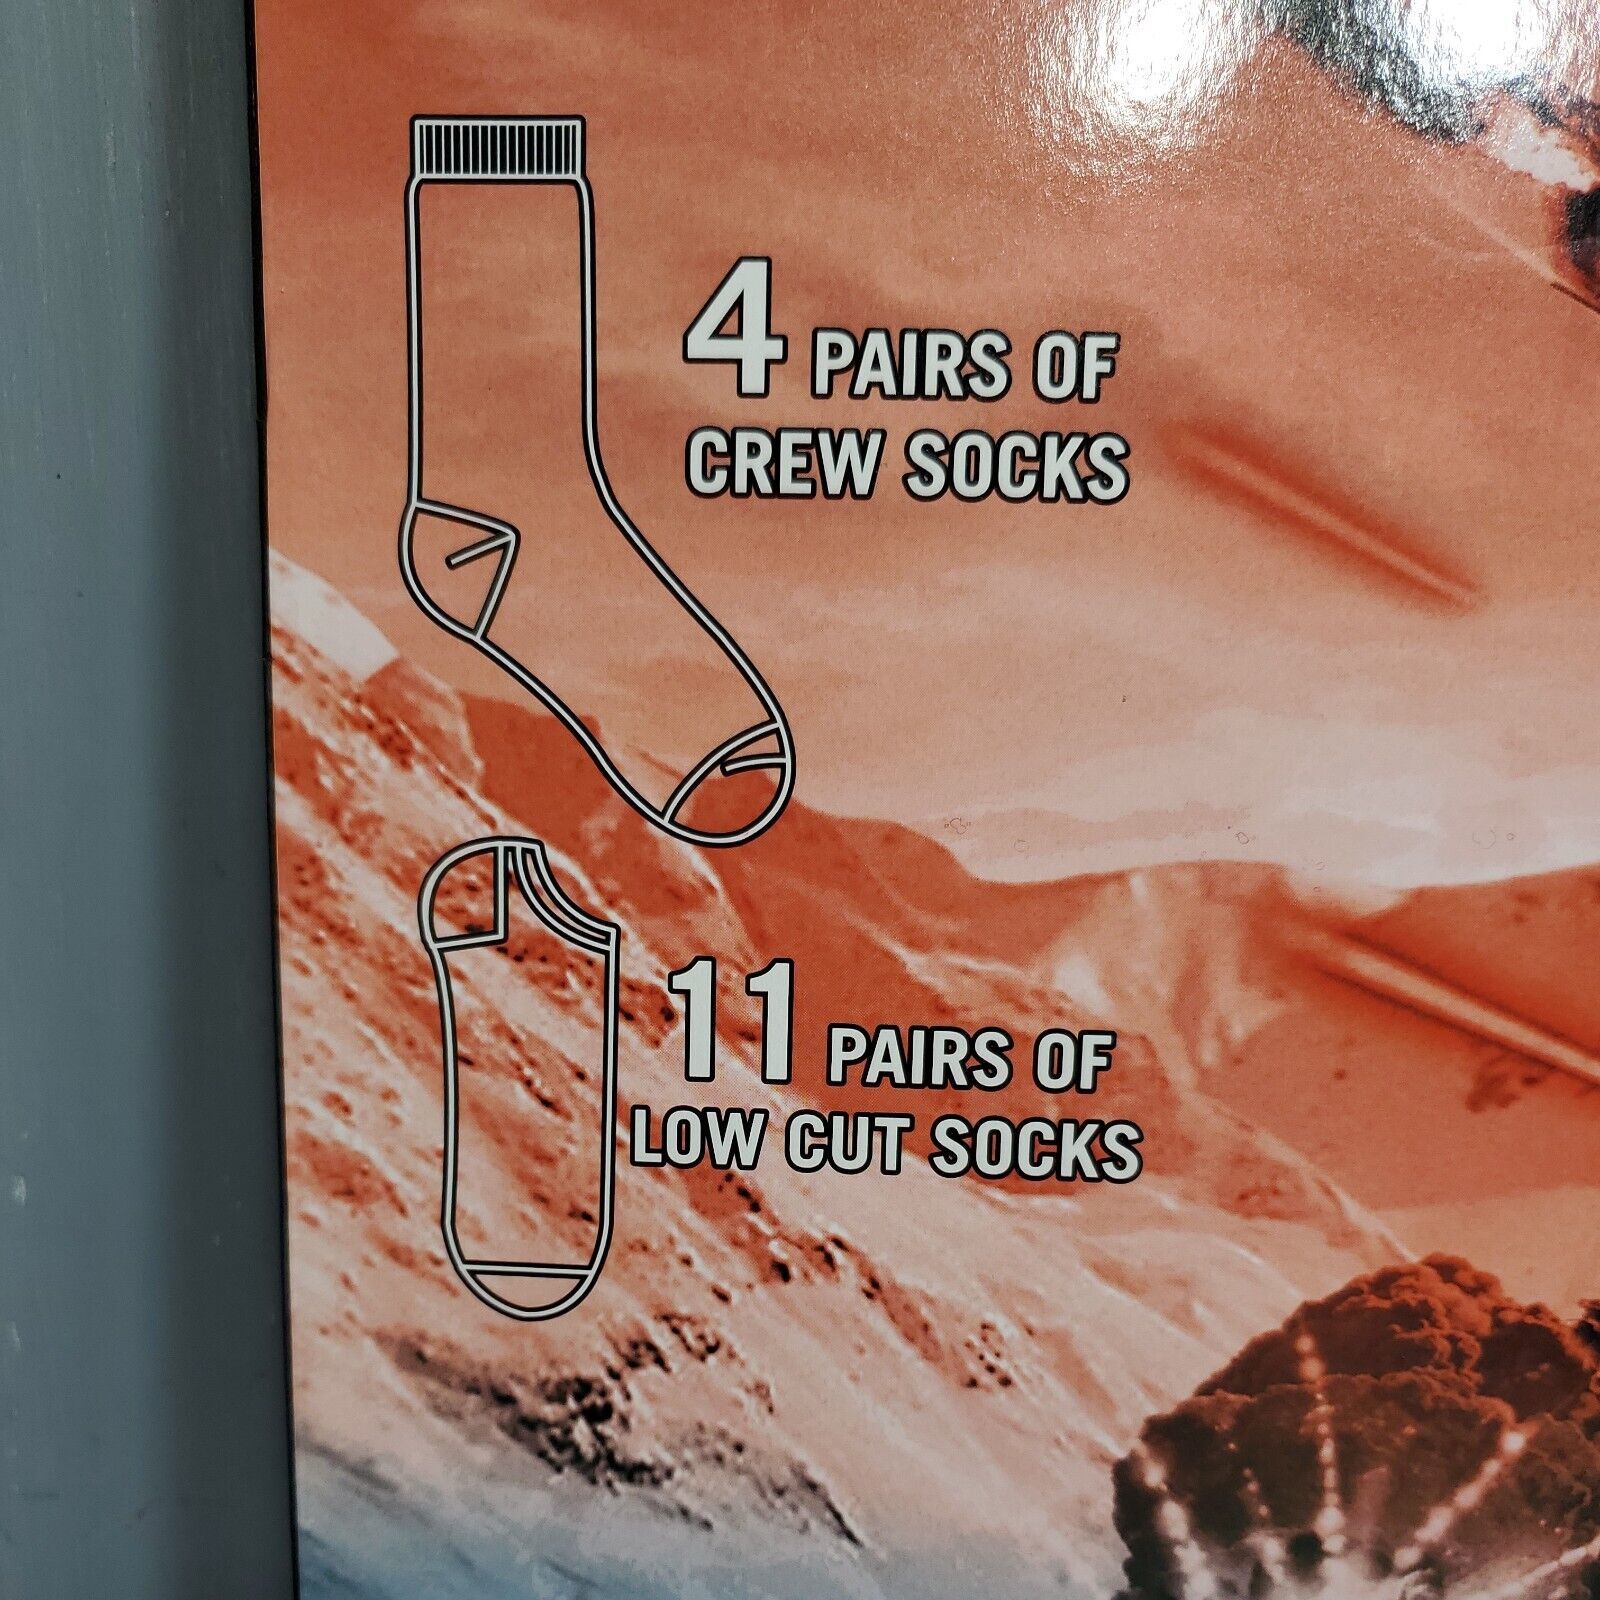 4 PAIRS OF
CREW SOCKS
11 PAIRS OF
LOW CUT SOCKS